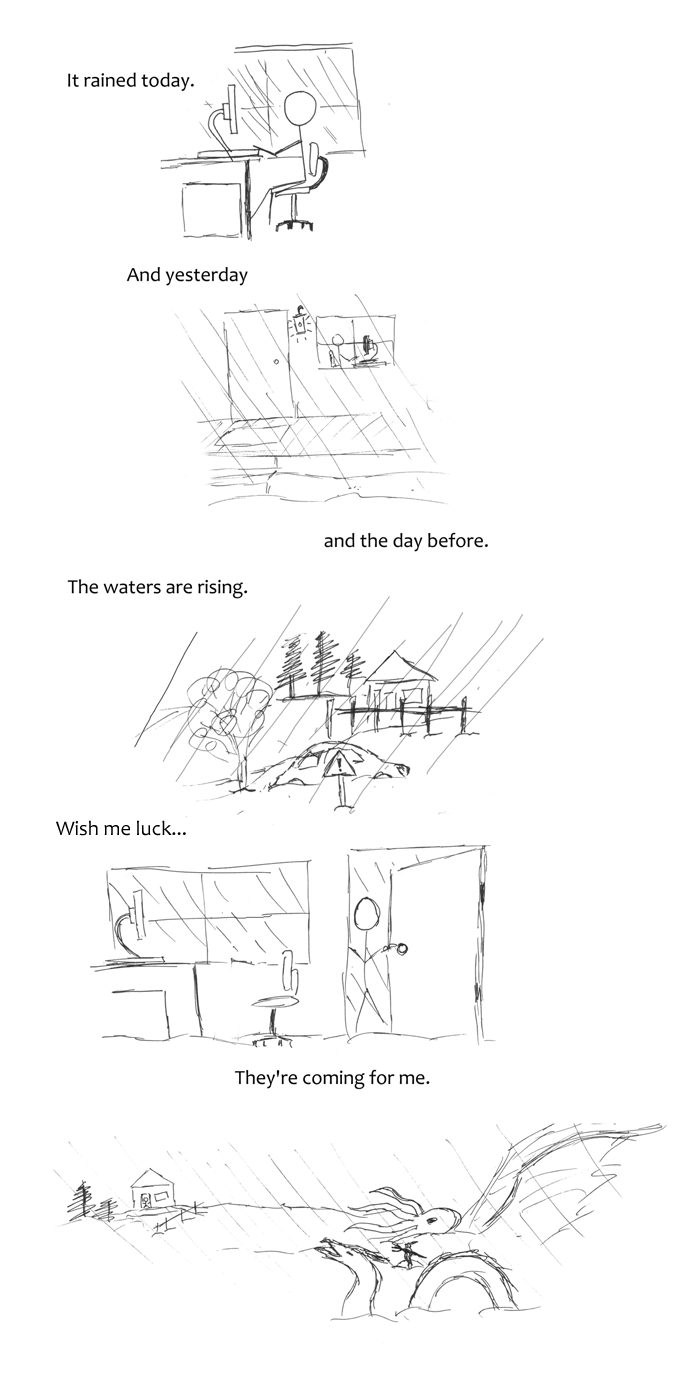 It rained today.
And yesterday
and the day before.
The waters are rising.
!
Wish me luck...
They're coming for me.